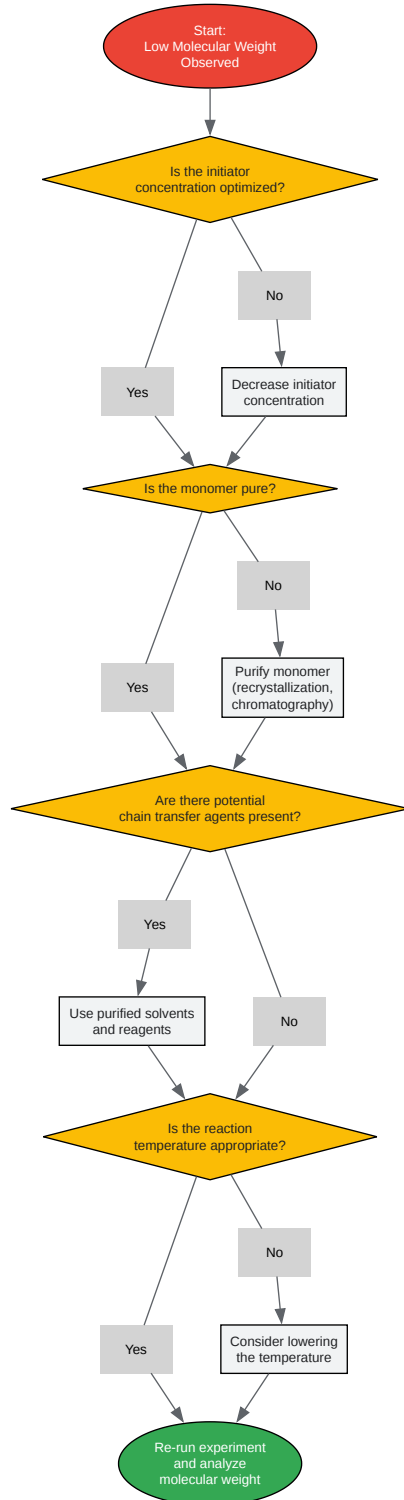 Start:
Low Molecular Weight
Observed
Is the initiator
concentration optimized?
No
Yes
Decrease initiator
concentration
Is the monomer pure?
No
Yes
Purify monomer
(recrystallization,
chromatography)
Are there potential
chain transfer agents present?
Yes
Use purified solvents
and reagents
No
Is the reaction
temperature appropriate?
No
Yes
Consider lowering
the temperature
Re-run experiment
and analyze
molecular weight